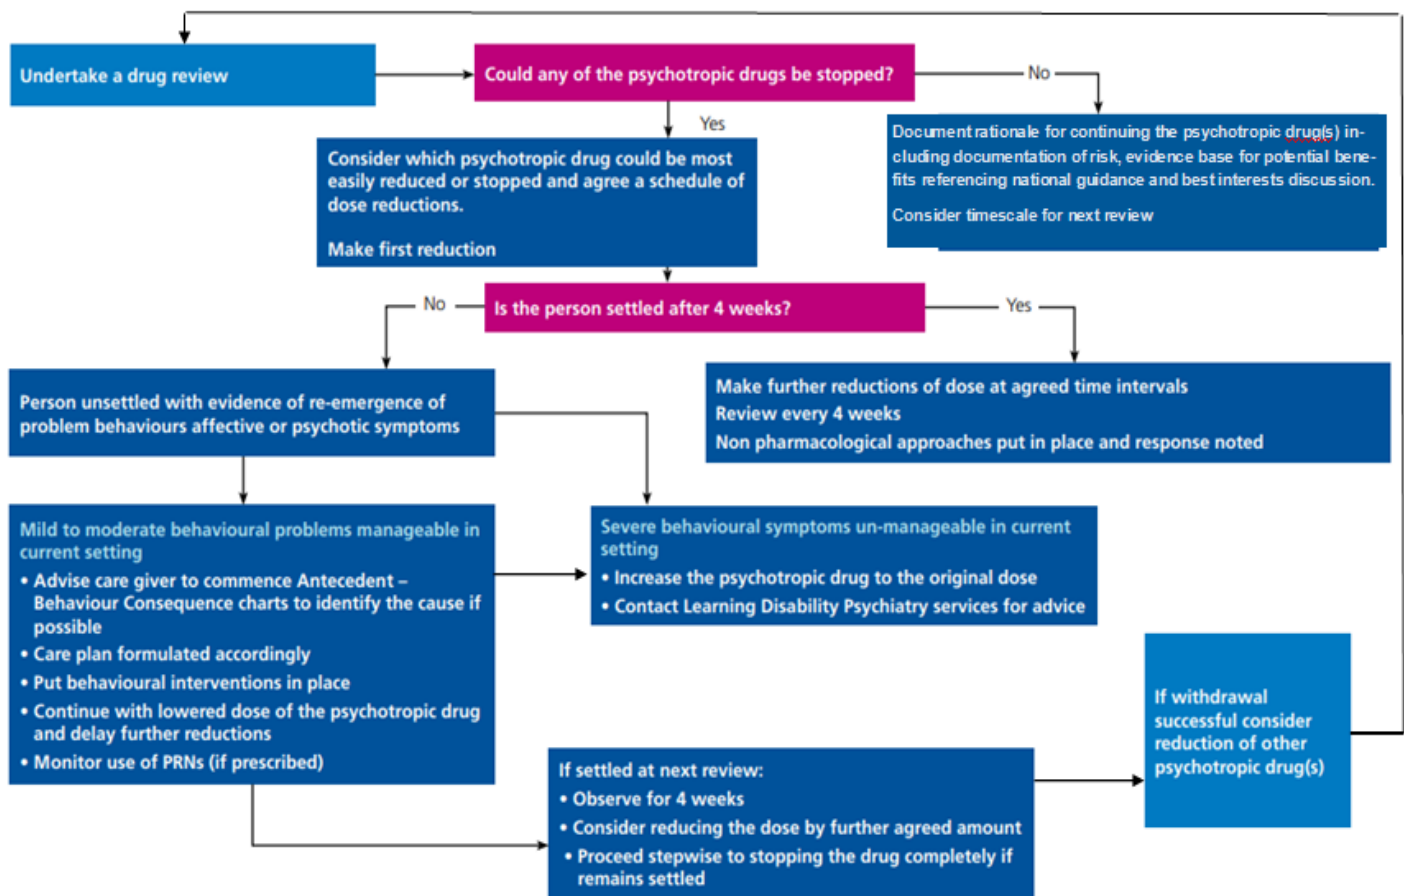 Undertake a drug review
Could any of the psychotropic drugs be stopped?
No
Yes
Document rationale for continuing the psychotropic drug(s) in-
cluding documentation of risk, evidence base for potential bene-
fits referencing national guidance and best interests discussion.
Consider timescale for next review
Consider which psychotropic drug could be most
easily reduced or stopped and agree a schedule of
dose reductions.
Make first reduction
No
Is the person settled after 4 weeks?
Yes
Person unsettled with evidence of re-emergence of
problem behaviours affective or psychotic symptoms
Make further reductions of dose at agreed time intervals
Review every 4 weeks
Non pharmacological approaches put in place and response noted
Mild to moderate behavioural problems manageable in
current setting
• Advise care giver to commence Antecedent –
Behaviour Consequence charts to identify the cause if
possible
• Care plan formulated accordingly
• Put behavioural interventions in place
• Continue with lowered dose of the psychotropic drug
and delay further reductions
• Monitor use of PRNs (if prescribed)
Severe behavioural symptoms un-manageable in current
setting
• Increase the psychotropic drug to the original dose
• Contact Learning Disability Psychiatry services for advice
If settled at next review:
• Observe for 4 weeks
• Consider reducing the dose by further agreed amount
• Proceed stepwise to stopping the drug completely if
remains settled
If withdrawal
successful consider
reduction of other
psychotropic drug(s)